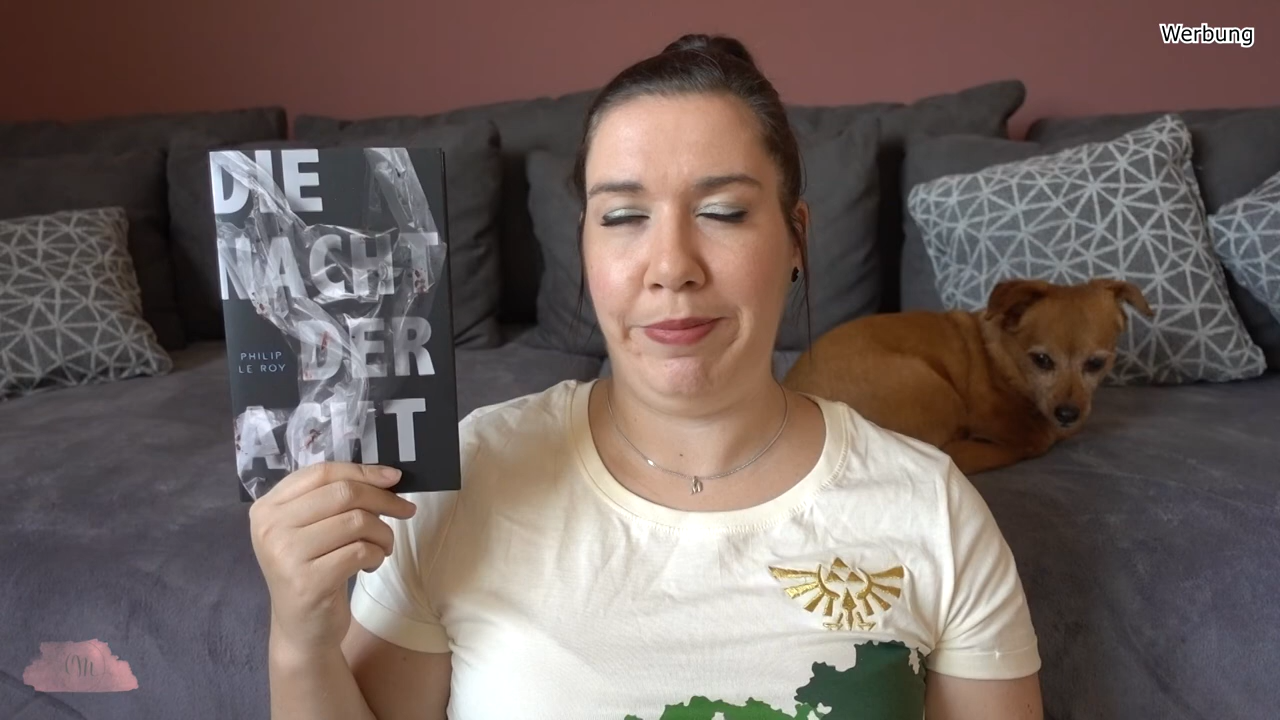 Werbung
DIE
NACHT
DER
PHILIP
LE ROY
ACHT